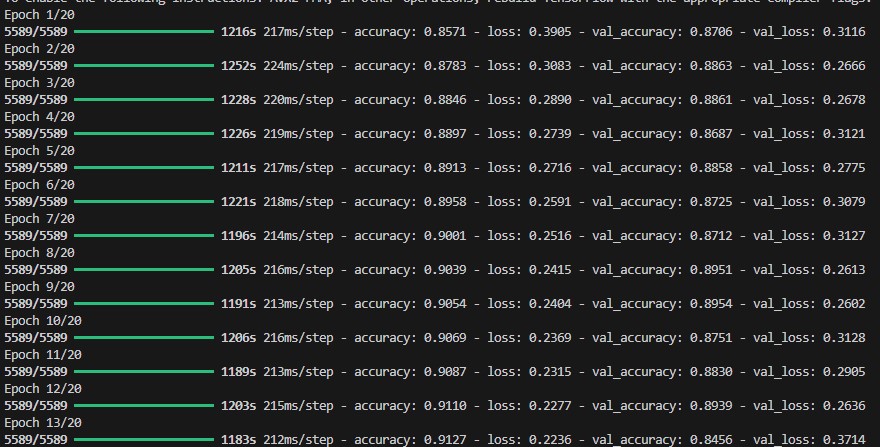 To enable the following instructions: AVX2 FMA, in other operations, rebuild TensorFlow with the appropriate compiler flags.
Epoch 1/20
5589/5589 1216s 217ms/step - accuracy: 0.8571 - loss: 0.3905 - val_accuracy: 0.8706 - val_loss: 0.3116
Epoch 2/20
5589/5589 1252s 224ms/step - accuracy: 0.8783 - loss: 0.3083 - val_accuracy: 0.8863 - val_loss: 0.2666
Epoch 3/20
5589/5589 1228s 220ms/step - accuracy: 0.8846 - loss: 0.2890 - val_accuracy: 0.8861 - val_loss: 0.2678
Epoch 4/20
5589/5589 1226s 219ms/step - accuracy: 0.8897 - loss: 0.2739 - val_accuracy: 0.8687 - val_loss: 0.3121
Epoch 5/20
5589/5589 1211s 217ms/step - accuracy: 0.8913 - loss: 0.2716 - val_accuracy: 0.8858 - val_loss: 0.2775
Epoch 6/20
5589/5589 1221s 218ms/step - accuracy: 0.8958 - loss: 0.2591 - val_accuracy: 0.8725 - val_loss: 0.3079
Epoch 7/20
5589/5589 1196s 214ms/step - accuracy: 0.9001 - loss: 0.2516 - val_accuracy: 0.8712 - val_loss: 0.3127
Epoch 8/20
5589/5589 1205s 216ms/step - accuracy: 0.9039 - loss: 0.2415 - val_accuracy: 0.8951 - val_loss: 0.2613
Epoch 9/20
5589/5589 1191s 213ms/step - accuracy: 0.9054 - loss: 0.2404 - val_accuracy: 0.8954 - val_loss: 0.2602
Epoch 10/20
5589/5589 1206s 216ms/step - accuracy: 0.9069 - loss: 0.2369 - val_accuracy: 0.8751 - val_loss: 0.3128
Epoch 11/20
5589/5589 1189s 213ms/step - accuracy: 0.9087 - loss: 0.2315 - val_accuracy: 0.8830 - val_loss: 0.2905
Epoch 12/20
5589/5589 1203s 215ms/step - accuracy: 0.9110 - loss: 0.2277 - val_accuracy: 0.8939 - val_loss: 0.2636
Epoch 13/20
5589/5589 1183s 212ms/step - accuracy: 0.9127 - loss: 0.2236 - val_accuracy: 0.8456 - val_loss: 0.3714